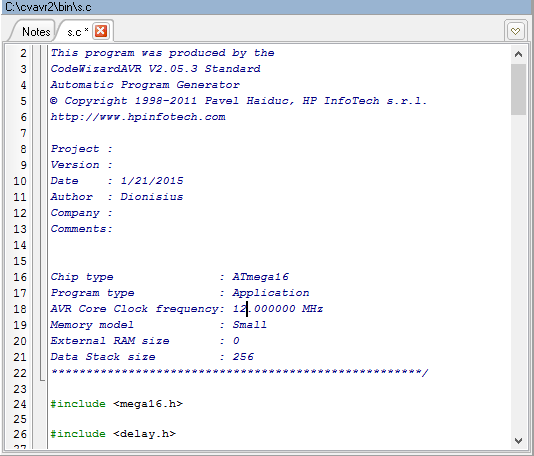 C:\cvavr2\bin\s.c
Notes s.c *
2 This program was produced by the
3 CodeWizardAVR V2.05.3 Standard
4 Automatic Program Generator
5 © Copyright 1998-2011 Pavel Haiduc, HP InfoTech s.r.l.
6 http://www.hpinfotech.com
7
8 Project :
9 Version :
10 Date    : 1/21/2015
11 Author  : Dionisius
12 Company :
13 Comments:
14
15
16 Chip type               : ATmega16
17 Program type            : Application
18 AVR Core Clock frequency: 12.000000 MHz
19 Memory model            : Small
20 External RAM size       : 0
21 Data Stack size         : 256
22 *****************************************************/
23
24 #include <mega16.h>
25
26 #include <delay.h>
27